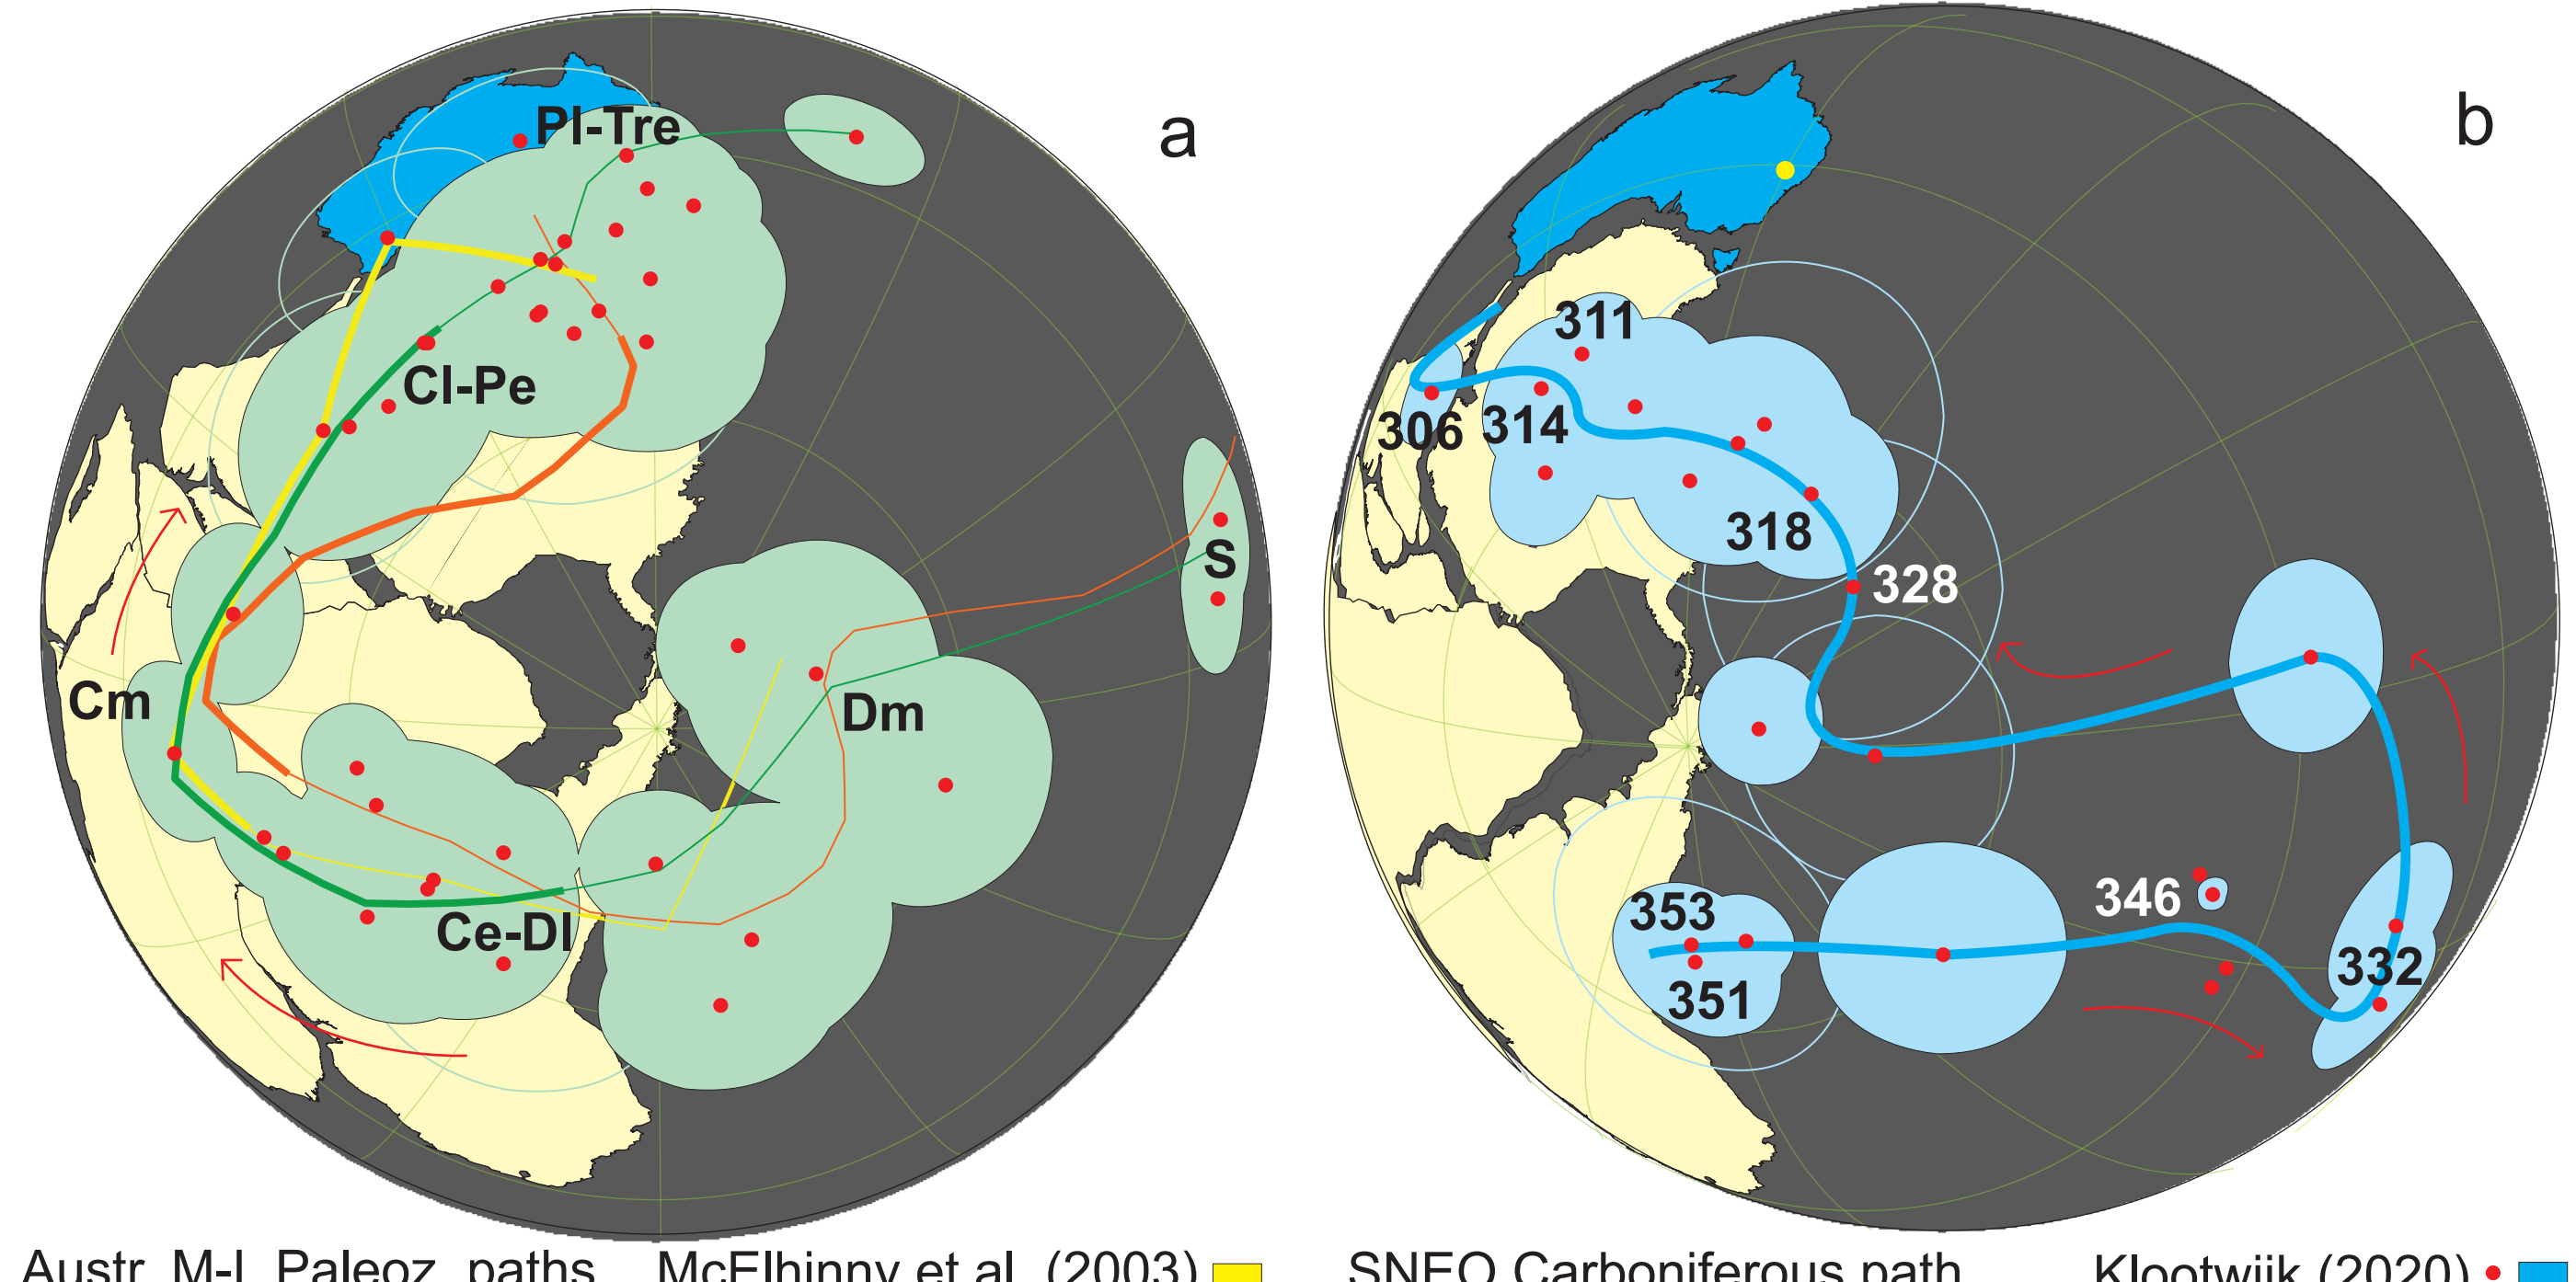 a
b
Pl-Tre
Cl-Pe
Cm
Ce-Dl
Dm
S
311
306
314
318
328
346
353
351
332
Austr. M-L Paleoz. paths McElhinny et al. (2003)
SNEO Carboniferous path Klootwijk (2020)